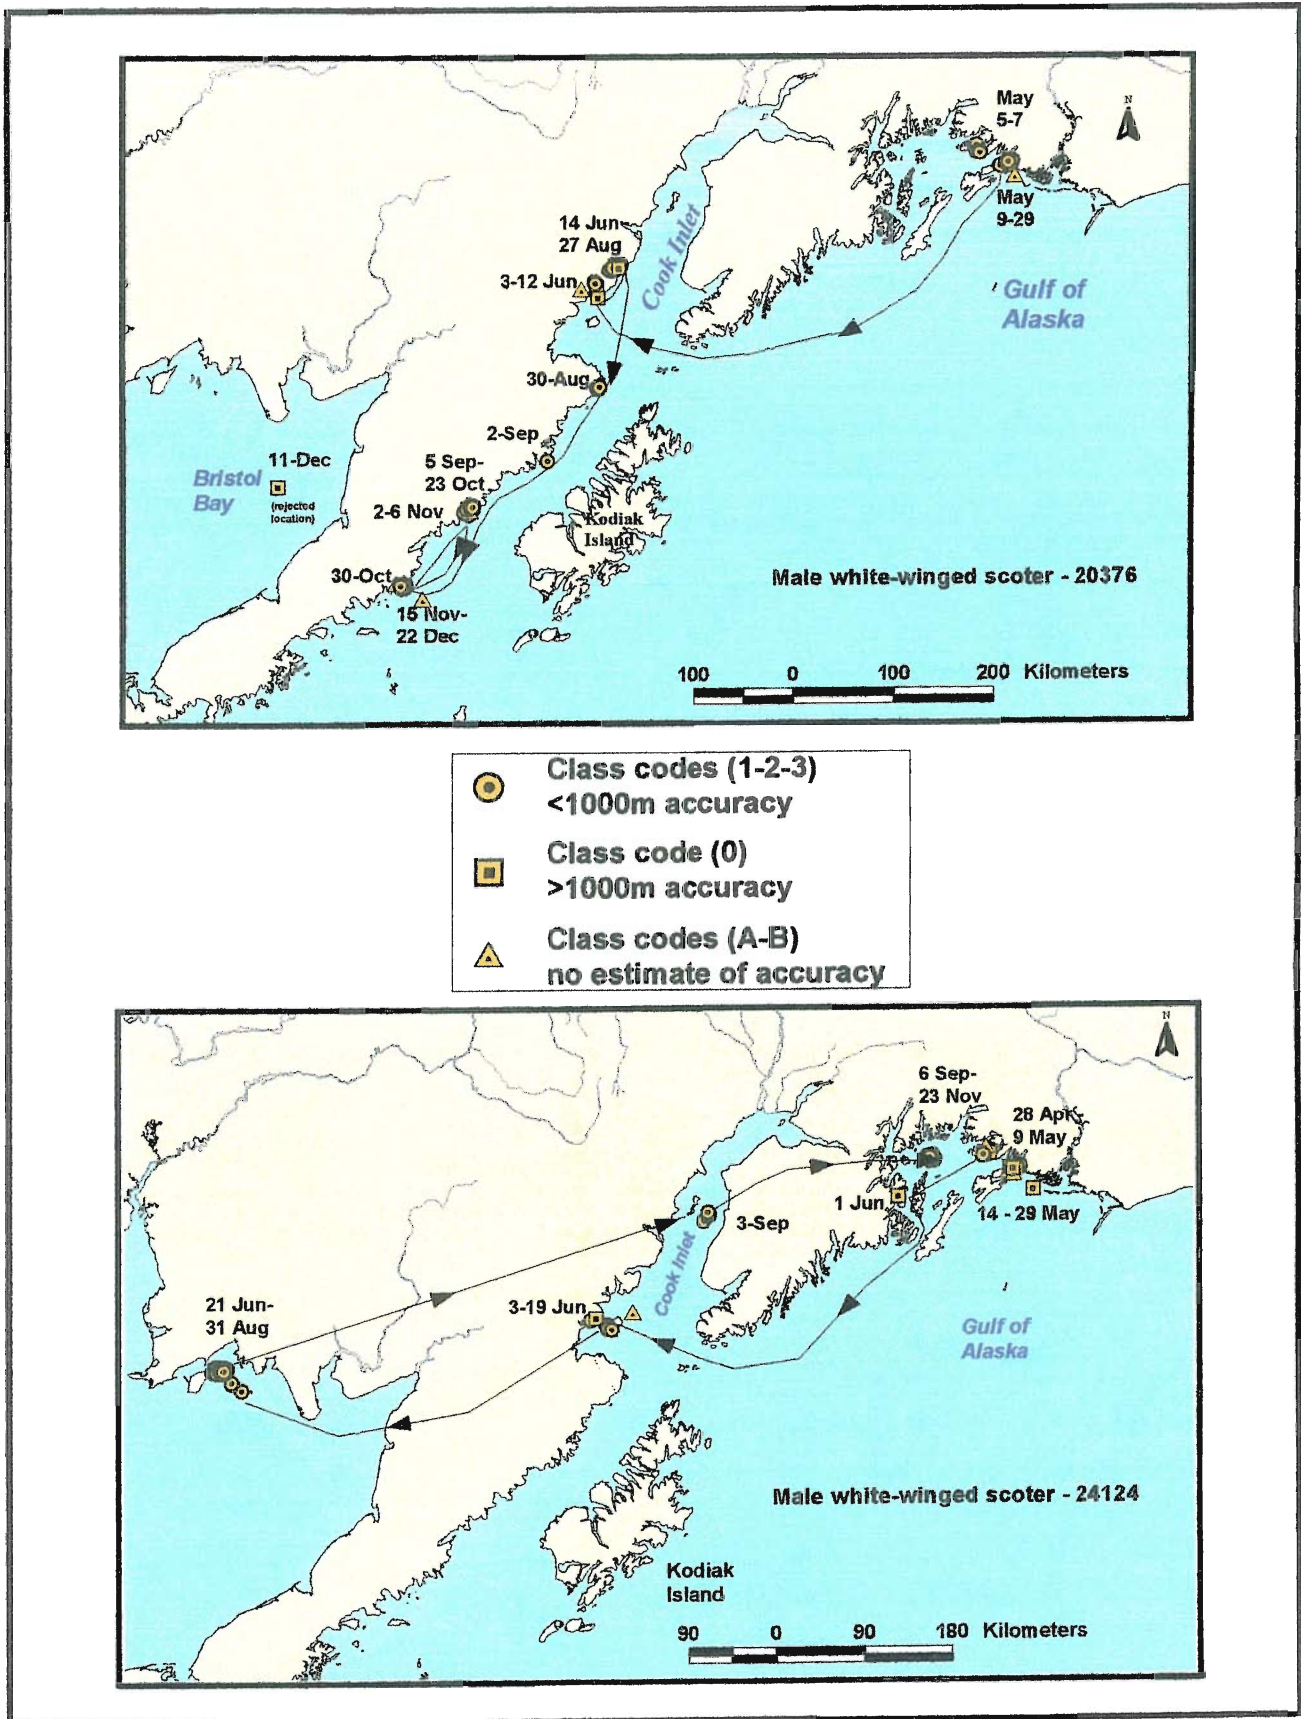 May
5-7
N
May
9-29
14 Jun-
27 Aug
3-12 Jun
Cook Inlet
Gulf of
Alaska
30-Aug
2-Sep
11-Dec
Bristol
Bay
(rejected
location)
5 Sep-
23 Oct
2-6 Nov
Kodiak
Island
30-Oct
15 Nov-
22 Dec
Male white-winged scoter - 20376
100 0 100 200 Kilometers
Class codes (1-2-3)
<1000m accuracy
Class code (0)
>1000m accuracy
Class codes (A-B)
no estimate of accuracy
N
6 Sep-
23 Nov
28 Apr-
9 May
1 Jun
14 - 29 May
3-Sep
Cook Inlet
21 Jun-
31 Aug
3-19 Jun
Gulf of
Alaska
Male white-winged scoter - 24124
Kodiak
Island
90 0 90 180 Kilometers